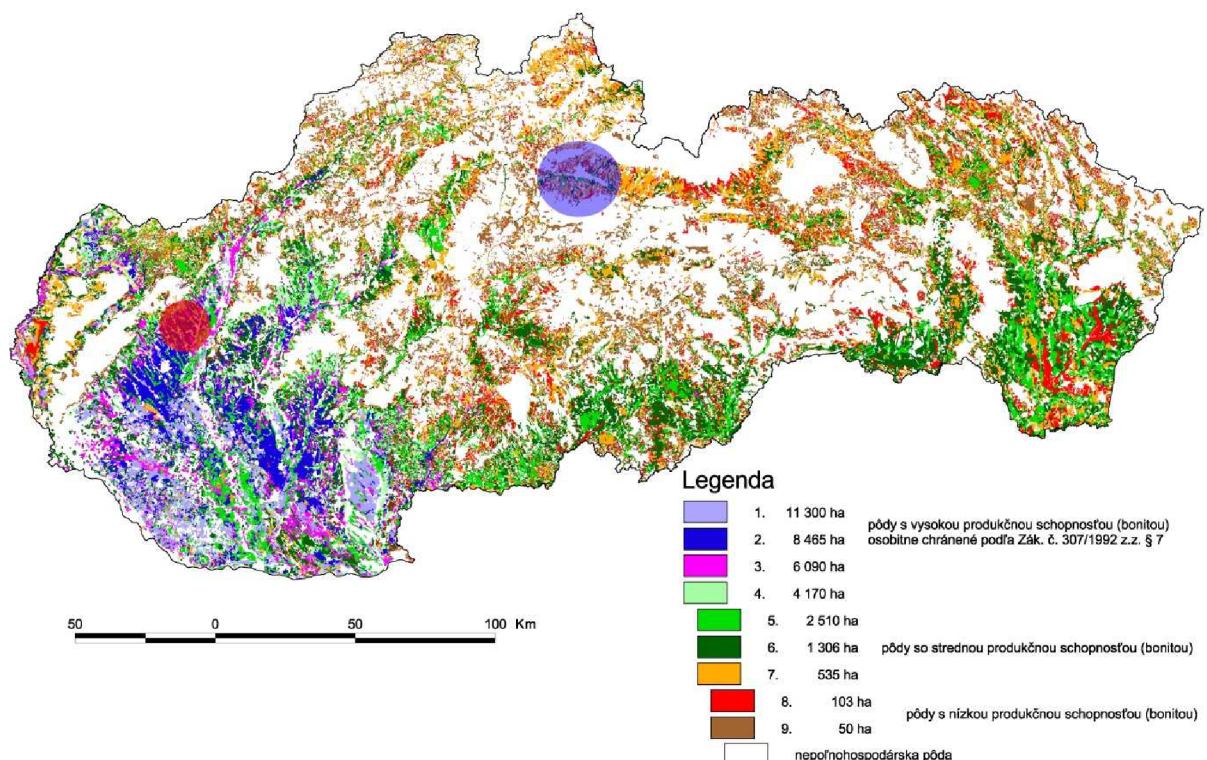 Legenda
1. 11 300 ha
pôdy s vysokou produkčnou schopnosťou (bonitou)
2. 8 465 ha
osobitne chránené podľa Zák. č. 307/1992 z.z. § 7
3. 6 090 ha
4. 4 170 ha
5. 2 510 ha
6. 1 306 ha pôdy so strednou produkčnou schopnosťou (bonitou)
7. 535 ha
8. 103 ha
pôdy s nízkou produkčnou schopnosťou (bonitou)
9. 50 ha
nepoľnohospodárska pôda
50 0 50 100 Km